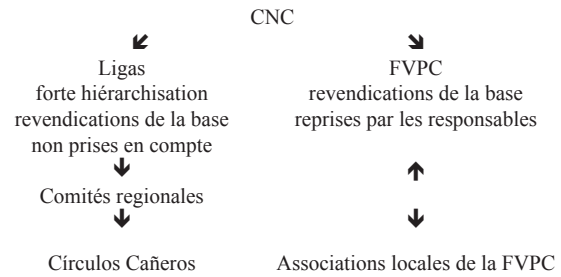 CNC
Ligas
forte hiérarchisation
revendications de la base
non prises en compte
Comités regionales
Círculos Cañeros
FVPC
revendications de la base
reprises par les responsables
Associations locales de la FVPC